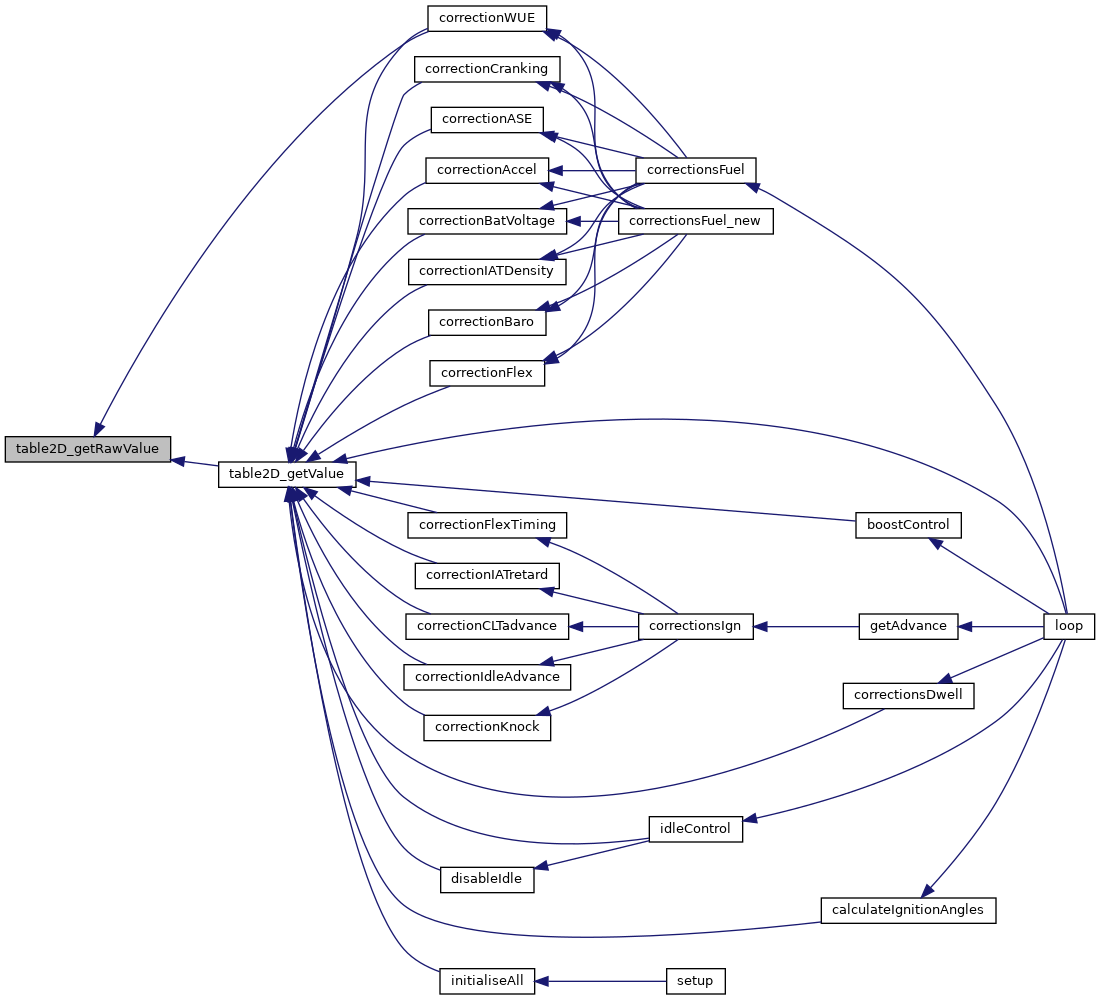 correctionWUE
correctionCranking
correctionASE
correctionAccel
correctionsFuel
correctionBatVoltage
correctionsFuel_new
correctionIATDensity
correctionBaro
correctionFlex
table2D_getRawValue
table2D_getValue
correctionFlexTiming
boostControl
correctionIATretard
correctionCLTadvance
correctionsIgn
getAdvance
loop
correctionIdleAdvance
correctionsDwell
correctionKnock
idleControl
disableIdle
calculateIgnitionAngles
initialiseAll
setup